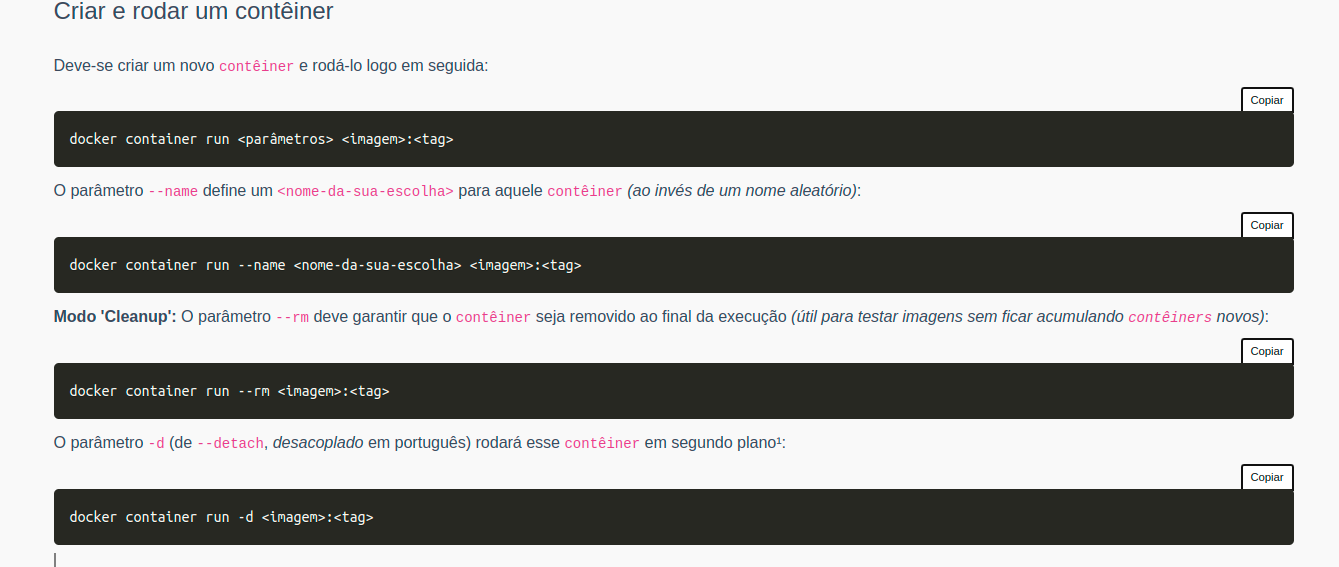 Criar e rodar um contêiner
Deve-se criar um novo contêiner e rodá-lo logo em seguida:
Copiar
docker container run <parâmetros> <imagem>:<tag>
O parâmetro --name define um <nome-da-sua-escolha> para aquele contêiner (ao invés de um nome aleatório):
Copiar
docker container run --name <nome-da-sua-escolha> <imagem>:<tag>
Modo 'Cleanup': O parâmetro --rm deve garantir que o contêiner seja removido ao final da execução (útil para testar imagens sem ficar acumulando contêiners novos):
Copiar
docker container run --rm <imagem>:<tag>
O parâmetro -d (de --detach, desacoplado em português) rodará esse contêiner em segundo plano¹:
Copiar
docker container run -d <imagem>:<tag>